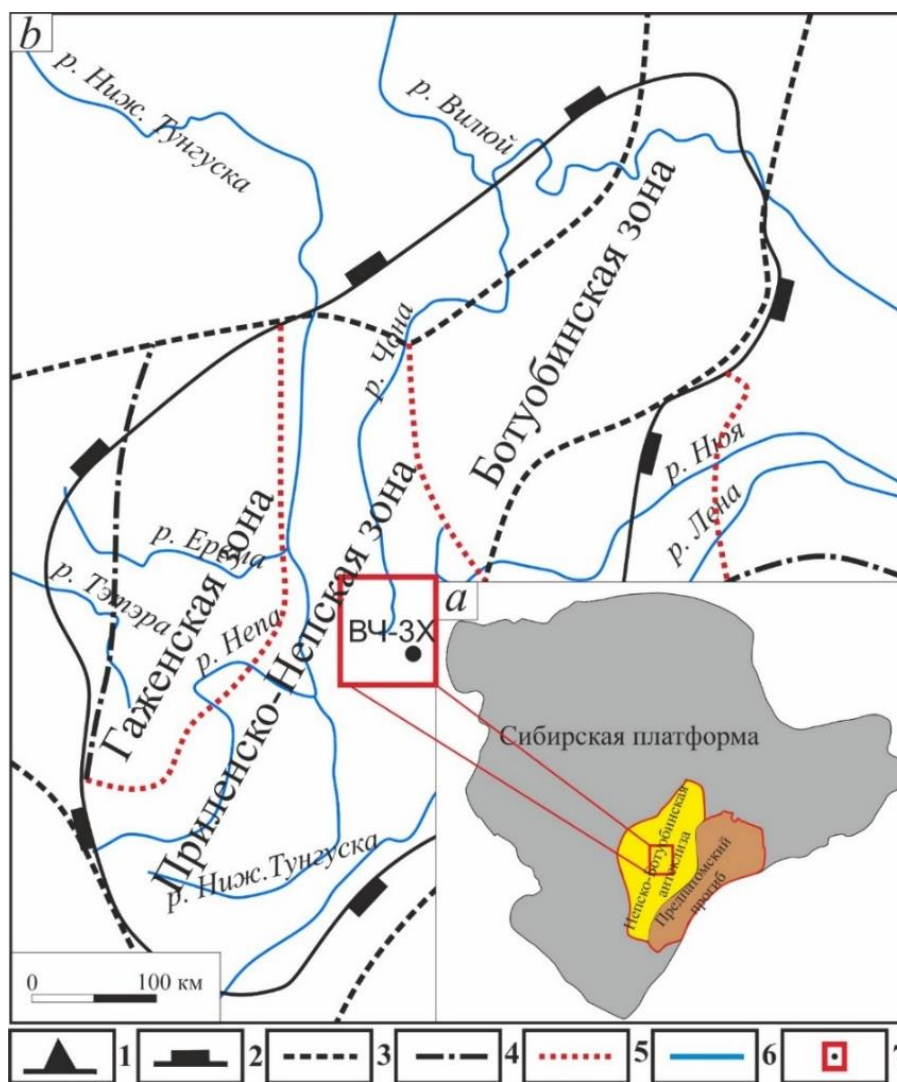 b
р. Ниж. Тунгуска
р. Вилюй
р. Чона
Ботуобинская зона
р. Нюя
р. Лена
р. Ерема
р. Тэтэра
Гаженская зона
р. Непа
Приленско-Непская зона
ВЧ-3Х
р. Ниж.Тунгуска
0 100 км
a
Сибирская платформа
Непско-Ботуобинская
антеклиза
Предпатомский
прогиб
1 2 3 4 5 6 7